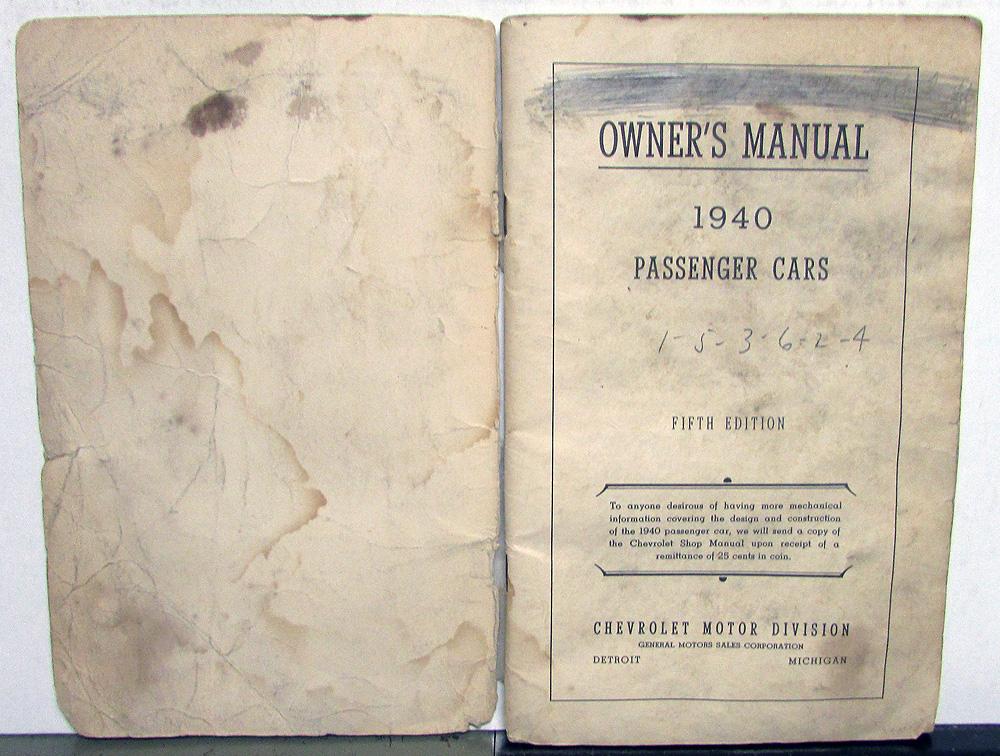 OWNER'S MANUAL
1940
PASSENGER CARS
1-5-3-6-2-4
FIFTH EDITION
To anyone desirous of having more mechanical
information covering the design and construction
of the 1940 passenger car, we will send a copy of
the Chevrolet Shop Manual upon receipt of a
remittance of 25 cents in coin.
CHEVROLET MOTOR DIVISION
GENERAL MOTORS SALES CORPORATION
DETROIT MICHIGAN